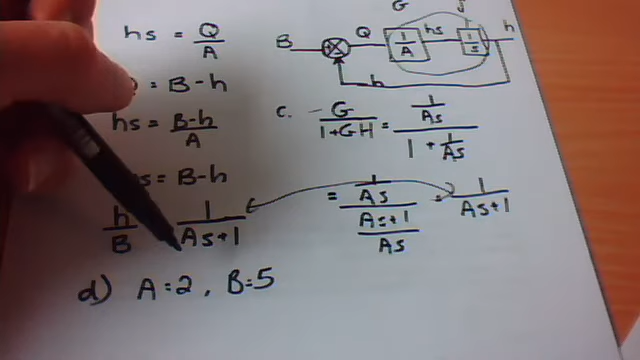 hs = Q/A
= B-h
hs = B-h/A
s = B-h
h/B 1/As+1
d) A=2, B=5
G
B Q 1/A hs 1/s h
h
c. G/1+GH = 1/As/1+1/As
= 1/As/As+1/As = 1/As+1